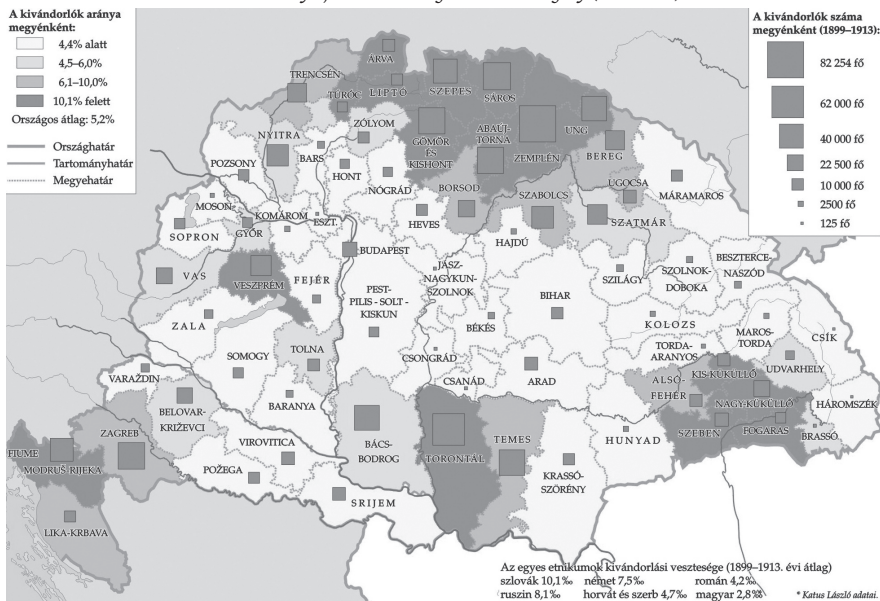 A kivándorlók aránya
megyénként:
4,4% alatt
4,5–6,0%
6,1–10,0%
10,1% felett
Országos átlag: 5,2%
Országhatár
Tartományhatár
Megyehatár
A kivándorlók száma
megyénként (1899–1913):
82 254 fő
62 000 fő
40 000 fő
22 500 fő
10 000 fő
2500 fő
125 fő
ÁRVA
TRENCSÉN
TURÓC
LIPTÓ
SZEPES
SÁROS
NYITRA
ZÓLYOM
BARS
GÖMÖR
ÉS
KISHONT
ABAÚJ-
TORNA
ZEMPLÉN
UNG
BEREG
POZSONY
HONT
NÓGRÁD
BORSOD
SZABOLCS
UGOCSA
MÁRAMAROS
MOSON
SOPRON
GYŐR
KOMÁROM
ESZT.
HEVES
HAJDÚ
SZATMÁR
BUDAPEST
VAS
VESZPRÉM
FEJÉR
PEST-
PILIS - SOLT -
KISKUN
JÁSZ-
NAGYKUN-
SZOLNOK
BIHAR
SZILÁGY
SZOLNOK-
DOBOKA
BESZTERCE-
NASZÓD
ZALA
SOMOGY
TOLNA
BÉKÉS
KOLOZS
MAROS-
TORDA
CSÍK
CSONGRÁD
TORDA-
ARANYOS
UDVARHELY
VARAŽDIN
BARANYA
CSANÁD
ARAD
ALSÓ-
FEHÉR
KIS-KÜKÜLLŐ
NAGY-KÜKÜLLŐ
HÁROMSZÉK
BELOVAR-
KRIŽEVCI
ZAGREB
VIROVITICA
BÁCS-
BODROG
TORONTÁL
TEMES
HUNYAD
SZEBEN
FOGARAS
BRASSÓ
FIUME
MODRUŠ-RIJEKA
POŽEGA
SRIJEM
KRASSÓ-
SZÖRÉNY
LIKA-KRBAVA
Az egyes etnikumok kivándorlási vesztesége (1899–1913. évi átlag)
szlovák 10,1‰ német 7,5‰ román 4,2‰
ruszin 8,1‰ horvát és szerb 4,7‰ magyar 2,8‰
* Katus László adatai.